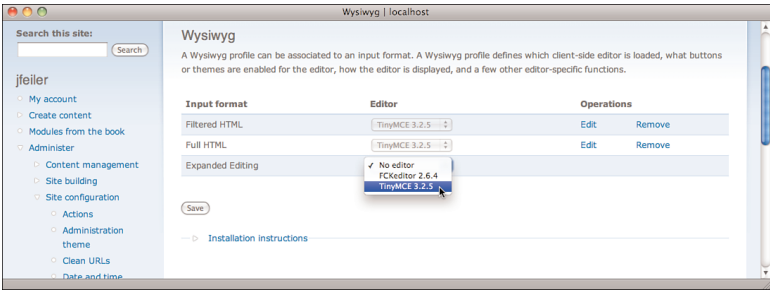 Wysiwyg | localhost
Search this site:
Search
jfeiler
My account
Create content
Modules from the book
Administer
Content management
Site building
Site configuration
Actions
Administration
theme
Clean URLs
Date and time
Wysiwyg
A Wysiwyg profile can be associated to an input format. A Wysiwyg profile defines which client-side editor is loaded, what buttons
or themes are enabled for the editor, how the editor is displayed, and a few other editor-specific functions.
Input format Editor Operations
Filtered HTML TinyMCE 3.2.5 Edit Remove
Full HTML TinyMCE 3.2.5 Edit Remove
Expanded Editing ✓ No editor
FCKeditor 2.6.4
TinyMCE 3.2.5
Save
Installation instructions